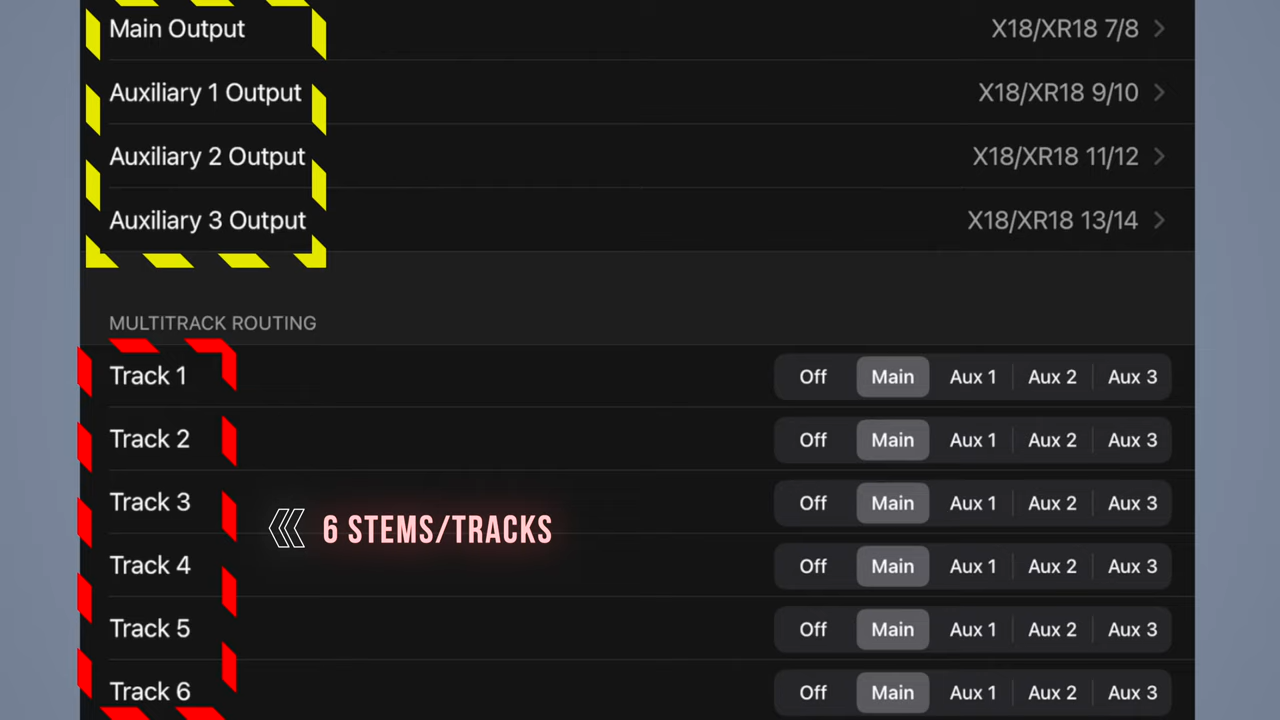 Main Output X18/XR18 7/8
Auxiliary 1 Output X18/XR18 9/10
Auxiliary 2 Output X18/XR18 11/12
Auxiliary 3 Output X18/XR18 13/14
MULTITRACK ROUTING
Track 1 Off Main Aux 1 Aux 2 Aux 3
Track 2 Off Main Aux 1 Aux 2 Aux 3
Track 3 Off Main Aux 1 Aux 2 Aux 3
6 STEMS/TRACKS
Track 4 Off Main Aux 1 Aux 2 Aux 3
Track 5 Off Main Aux 1 Aux 2 Aux 3
Track 6 Off Main Aux 1 Aux 2 Aux 3